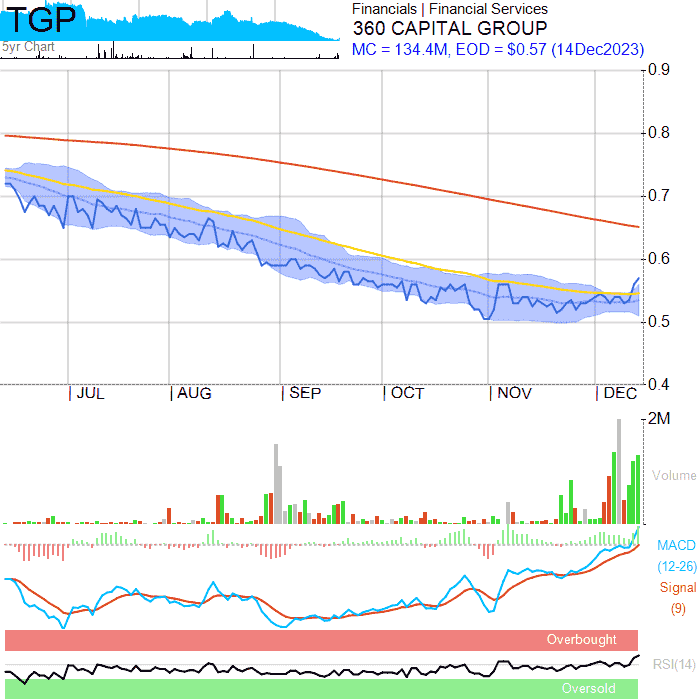 TGP
5yr Chart
Financials | Financial Services
360 CAPITAL GROUP
MC = 134.4M, EOD = $0.57 (14Dec2023)
0.9
0.8
0.7
0.6
0.5
0.4
JUL AUG SEP OCT NOV DEC
2M
Volume
MACD
(12-26)
Signal
(9)
Overbought
RSI(14)
Oversold